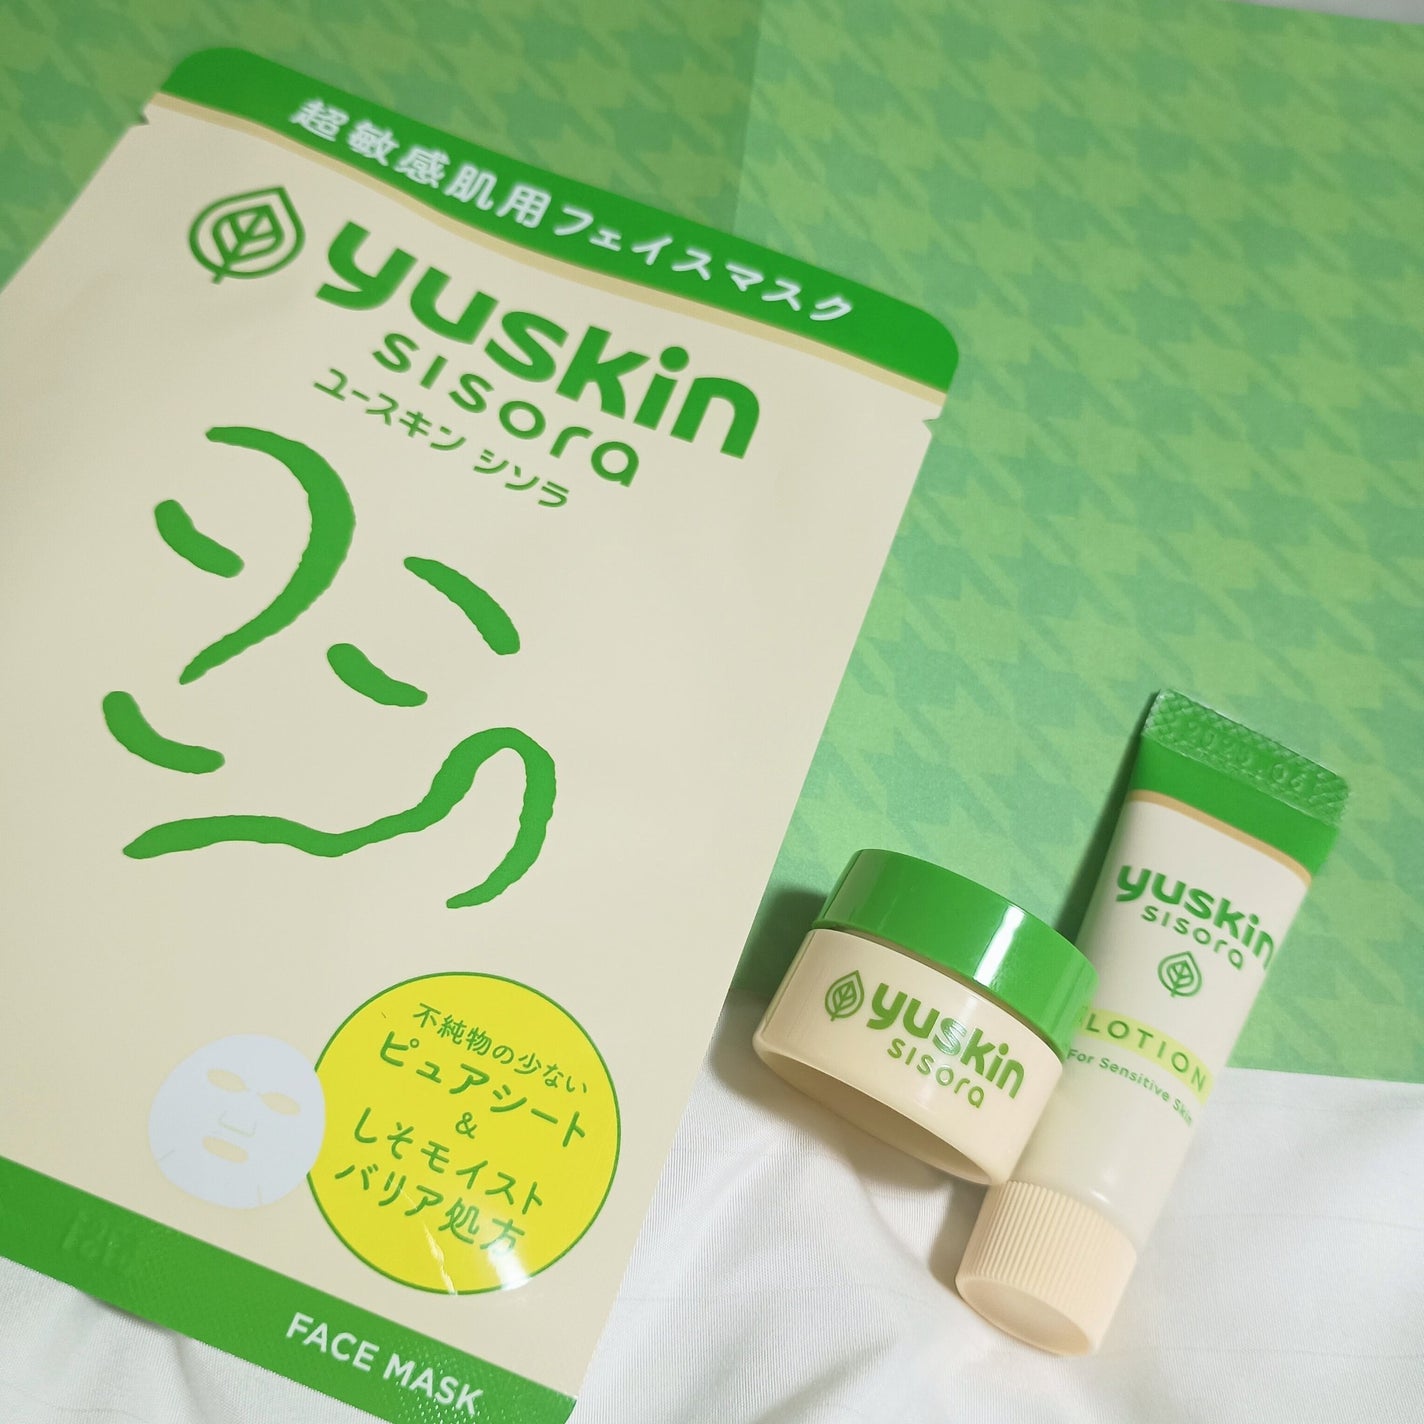 超敏感肌用フェイスマスク
yuskin
sisora
ユースキン シソラ
不純物の少ない
ピュアシート
&
しそモイスト
バリア処方
FACE MASK
yuskin
sisora
yuskin
sisora
LOTION
For Sensitive Skin